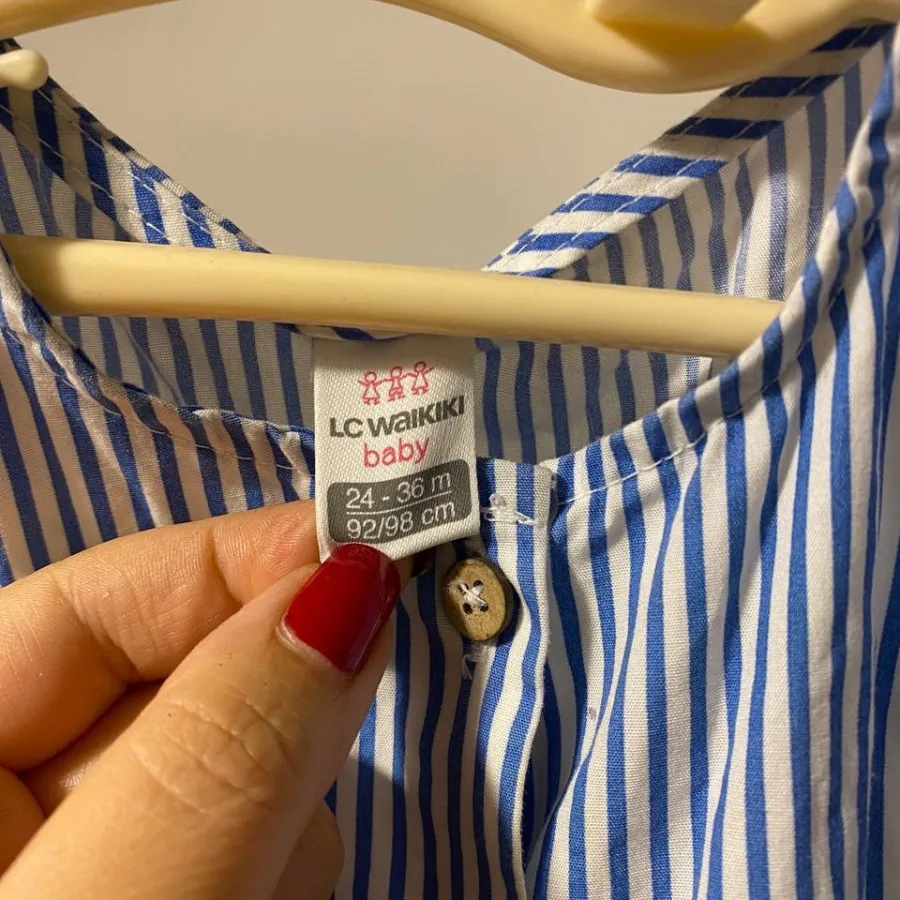 LC WAIKIKI
baby
24 - 36 m
92/98 cm